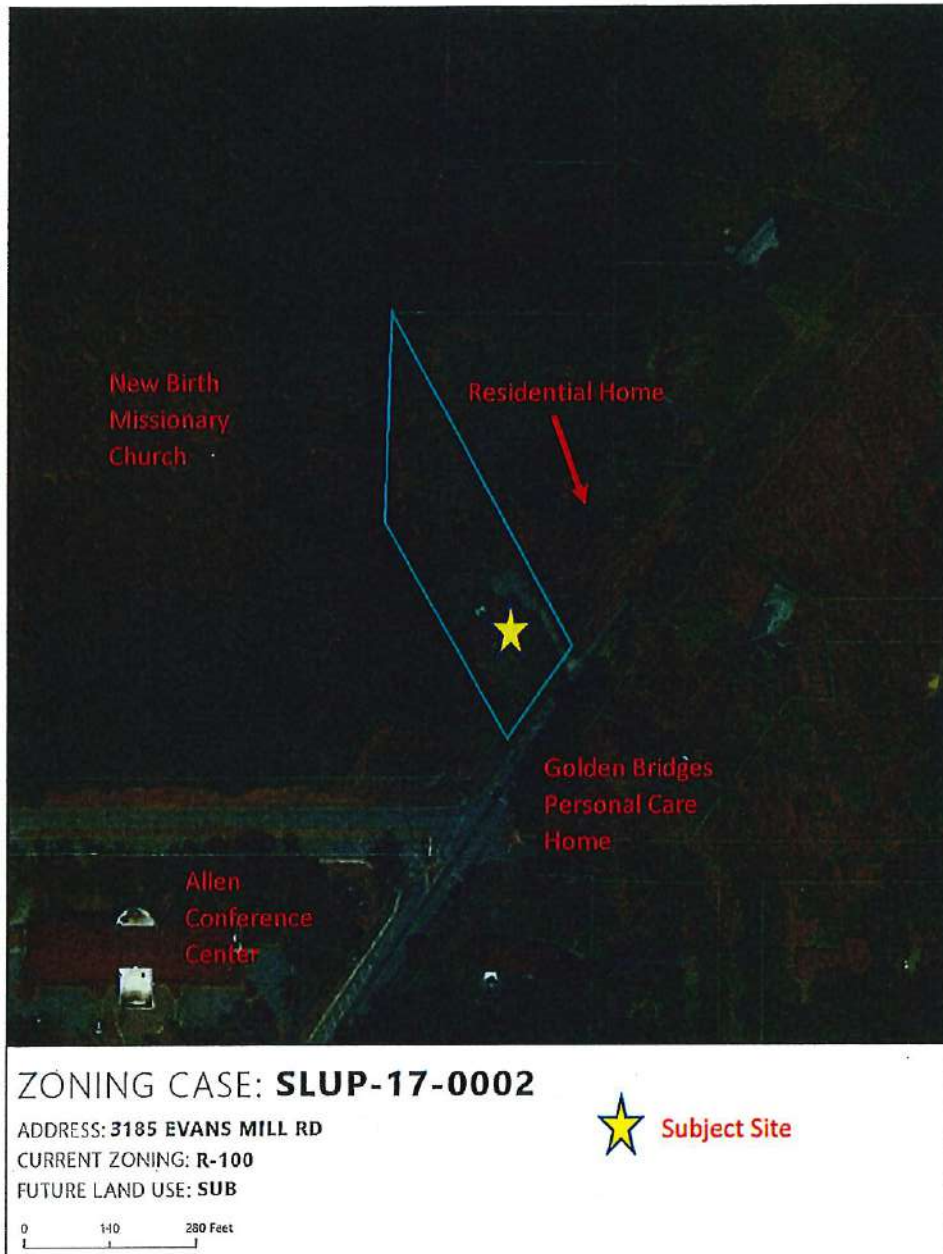 New Birth
Missionary
Church
Residential Home
Golden Bridges
Personal Care
Home
Allen
Conference
Center
ZONING CASE: SLUP-17-0002
ADDRESS: 3185 EVANS MILL RD
CURRENT ZONING: R-100
FUTURE LAND USE: SUB
Subject Site
0 140 280 Feet